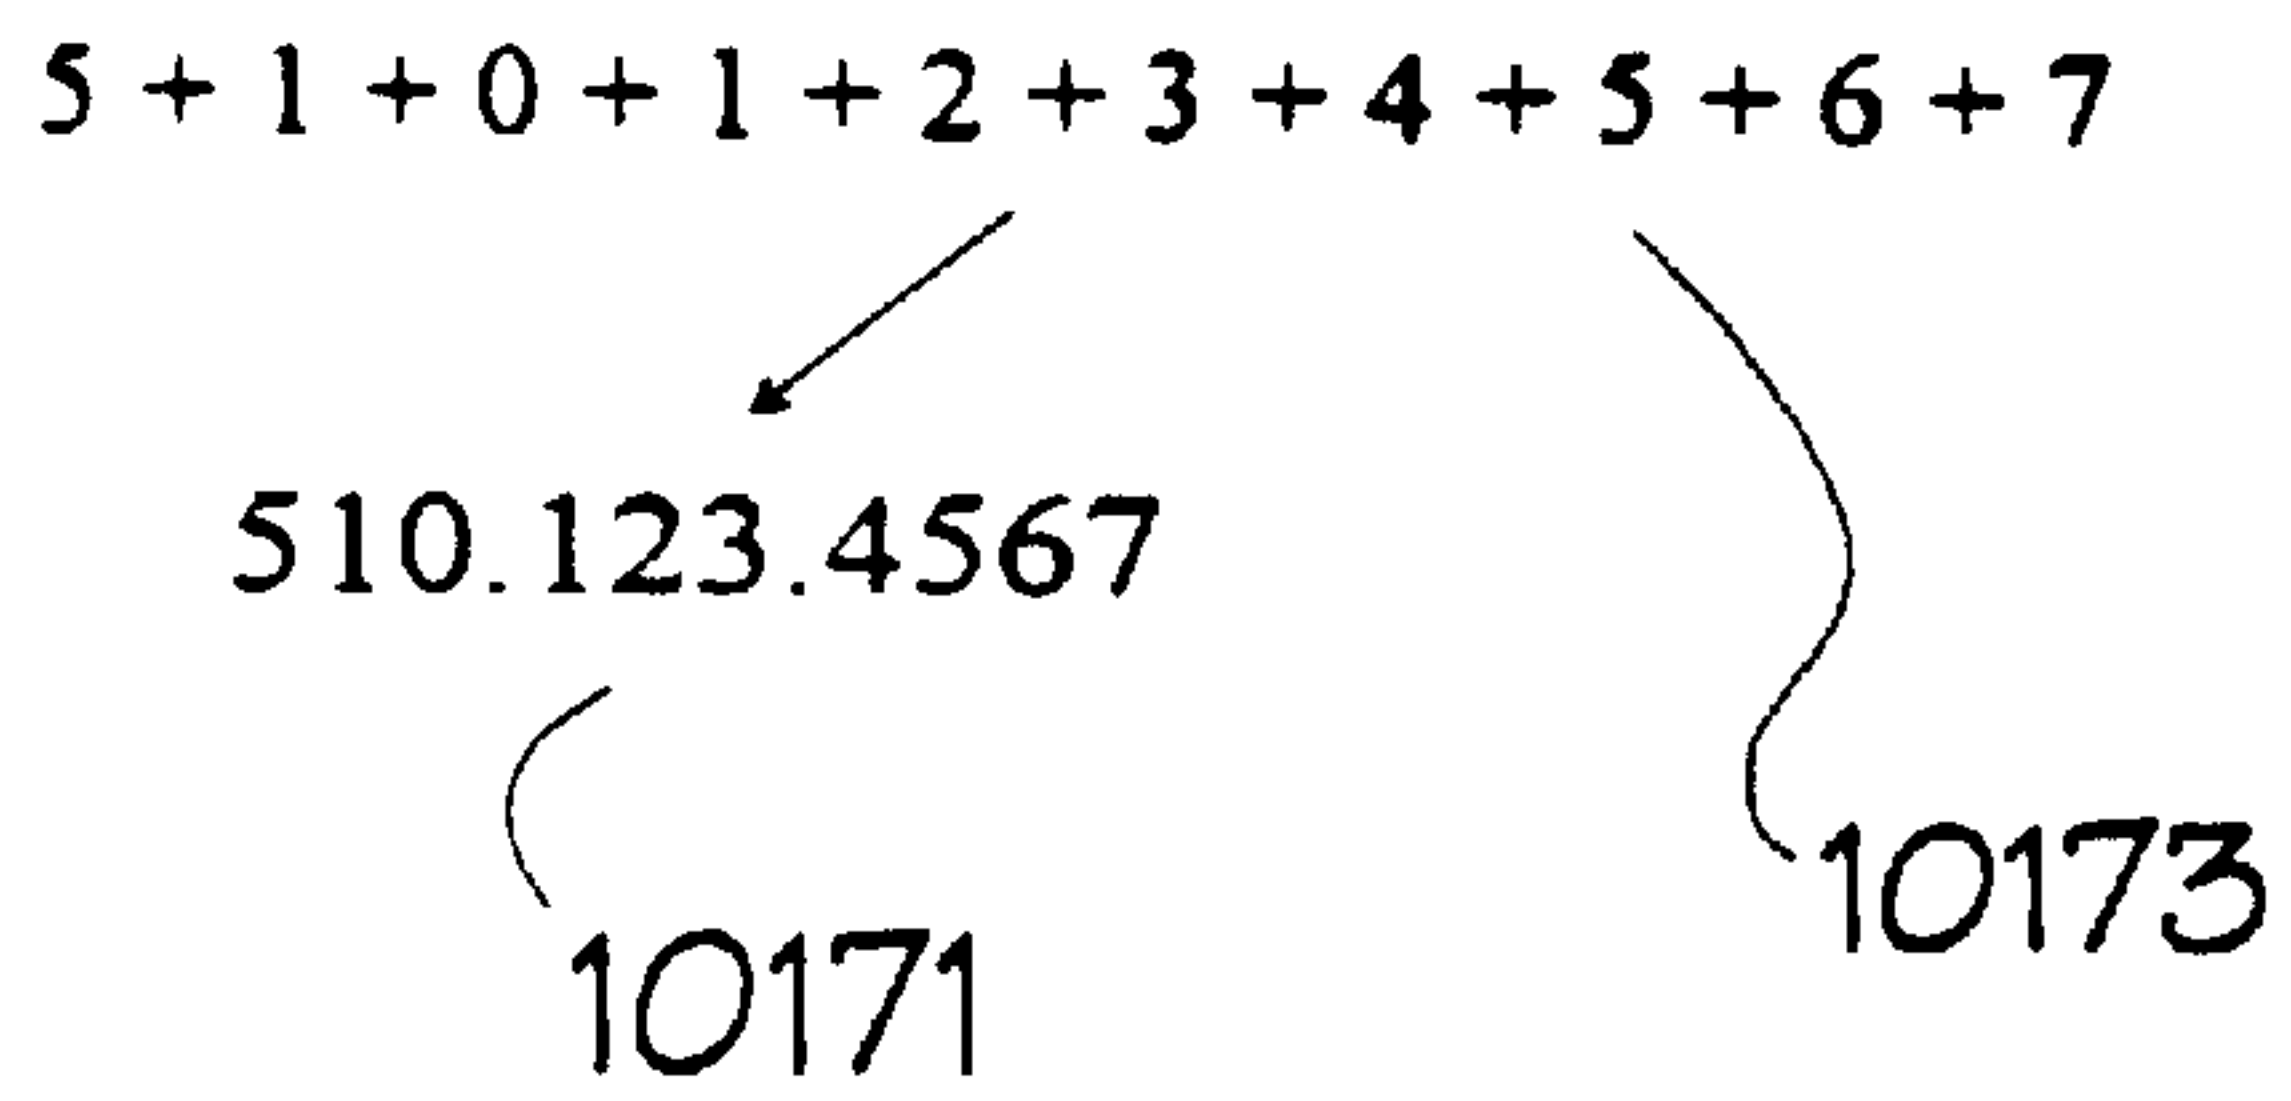 5 + 1 + 0 + 1 + 2 + 3 + 4 + 5 + 6 + 7
510.123.4567
10173
10171